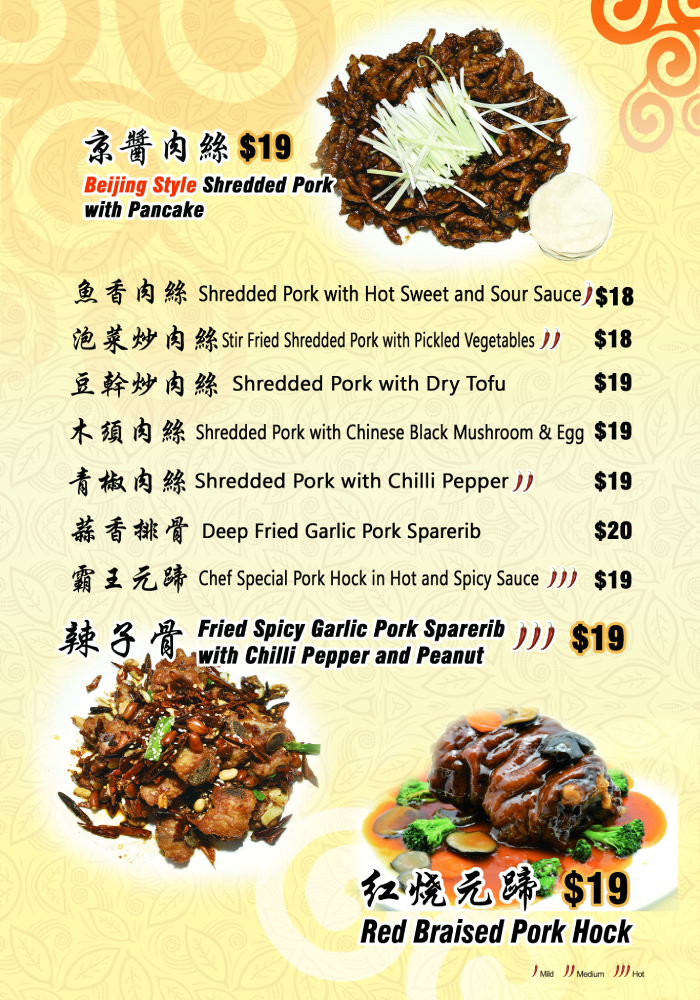 京醬肉絲 $19
Beijing Style Shredded Pork
with Pancake
魚香肉絲 Shredded Pork with Hot Sweet and Sour Sauce $18
泡菜炒肉絲 Stir Fried Shredded Pork with Pickled Vegetables $18
豆幹炒肉絲 Shredded Pork with Dry Tofu $19
木須肉絲 Shredded Pork with Chinese Black Mushroom & Egg $19
青椒肉絲 Shredded Pork with Chilli Pepper $19
蒜香排骨 Deep Fried Garlic Pork Sparerib $20
霸王元蹄 Chef Special Pork Hock in Hot and Spicy Sauce $19
辣子骨 Fried Spicy Garlic Pork Sparerib $19
with Chilli Pepper and Peanut
红烧元蹄 $19
Red Braised Pork Hock
Mild Medium Hot